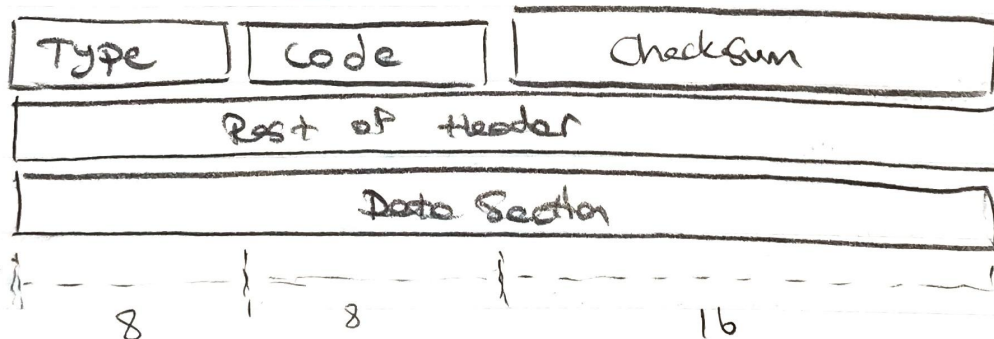 Type Code Checksum
Rest of Header
Data Section
8 8 16